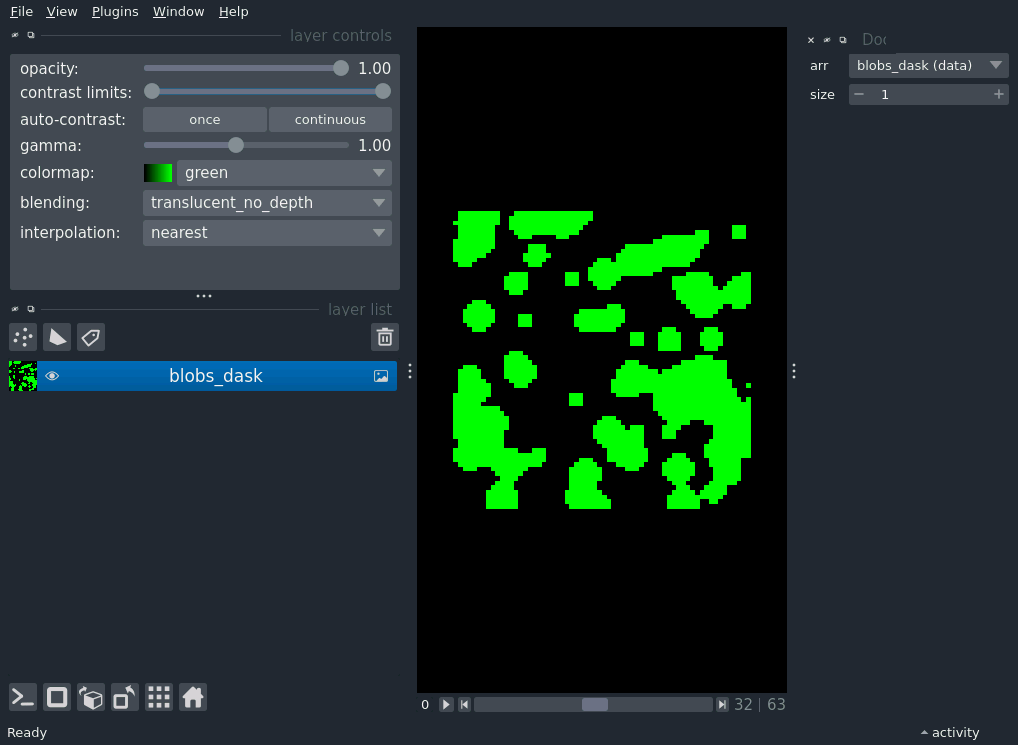 File View Plugins Window Help
layer controls
opacity: 1.00
contrast limits:
auto-contrast: once continuous
gamma: 1.00
colormap: green
blending: translucent_no_depth
interpolation: nearest
layer list
blobs_dask
0 32 | 63
Ready
activity
arr blobs_dask (data)
size 1